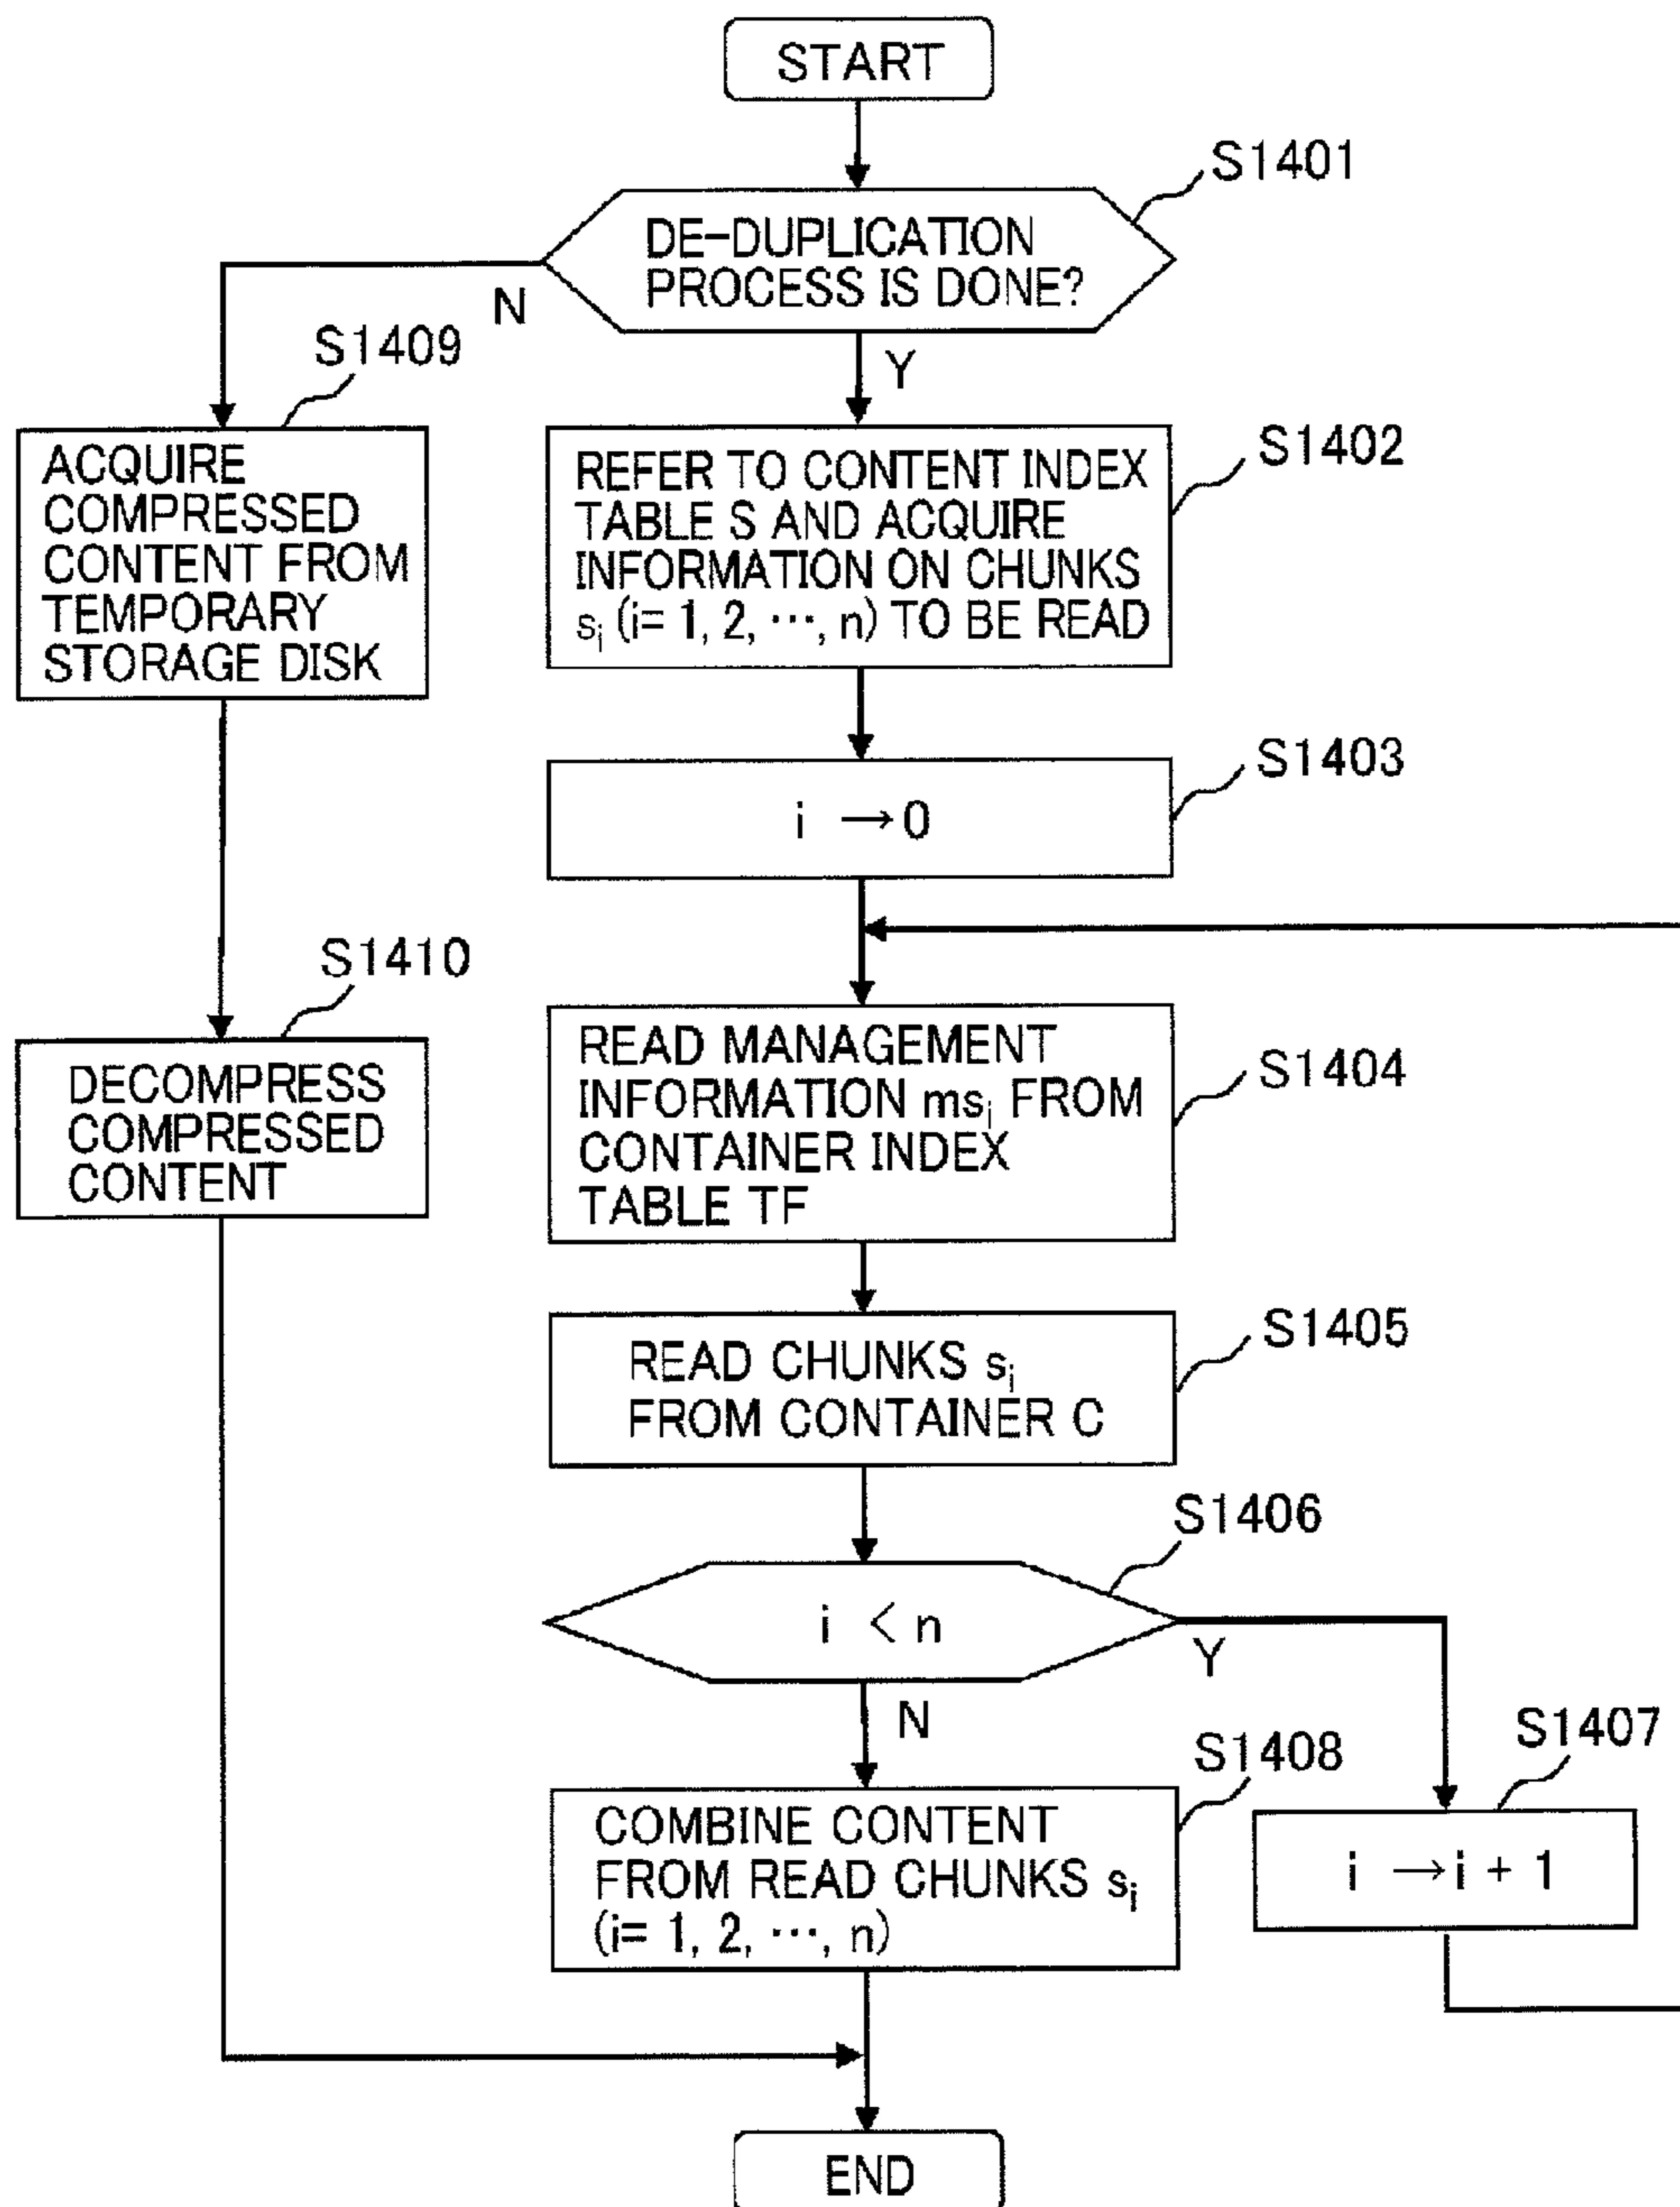 START
S1401
DE-DUPLICATION
PROCESS IS DONE?
N
Y
S1409
ACQUIRE
COMPRESSED
CONTENT FROM
TEMPORARY
STORAGE DISK
S1402
REFER TO CONTENT INDEX
TABLE S AND ACQUIRE
INFORMATION ON CHUNKS
sᵢ (i= 1, 2, ⋯, n) TO BE READ
S1403
i →0
S1410
DECOMPRESS
COMPRESSED
CONTENT
S1404
READ MANAGEMENT
INFORMATION msᵢ FROM
CONTAINER INDEX
TABLE TF
S1405
READ CHUNKS sᵢ
FROM CONTAINER C
S1406
i < n
Y
N
S1407
i →i + 1
S1408
COMBINE CONTENT
FROM READ CHUNKS sᵢ
(i= 1, 2, ⋯, n)
END